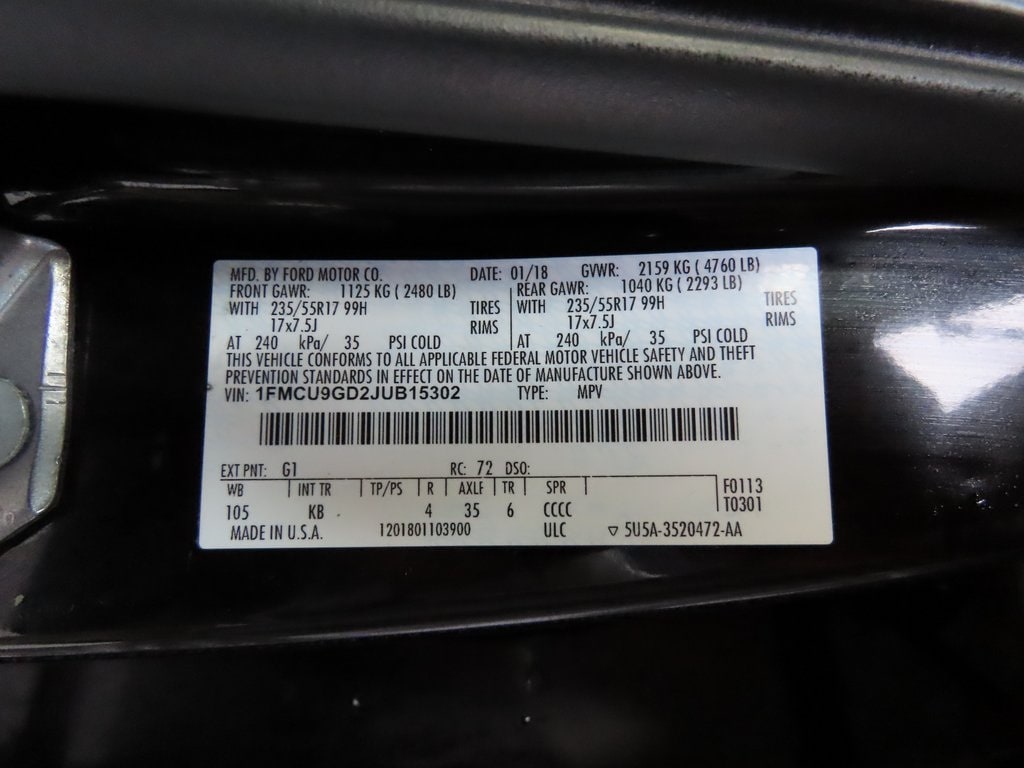 MFD. BY FORD MOTOR CO. DATE: 01/18 GVWR: 2159 KG ( 4760 LB)
FRONT GAWR: 1125 KG ( 2480 LB) REAR GAWR: 1040 KG ( 2293 LB)
WITH 235/55R17 99H TIRES WITH 235/55R17 99H TIRES
17x7.5J RIMS 17x7.5J RIMS
AT 240 kPa/ 35 PSI COLD AT 240 kPa/ 35 PSI COLD
THIS VEHICLE CONFORMS TO ALL APPLICABLE FEDERAL MOTOR VEHICLE SAFETY AND THEFT
PREVENTION STANDARDS IN EFFECT ON THE DATE OF MANUFACTURE SHOWN ABOVE.
VIN: 1FMCU9GD2JUB15302 TYPE: MPV
EXT PNT: G1 RC: 72 DSO:
WB INT TR TP/PS R AXLE TR SPR F0113
105 KB 4 35 6 CCCC T0301
MADE IN U.S.A. 1201801103900 ULC ▽ 5U5A-3520472-AA